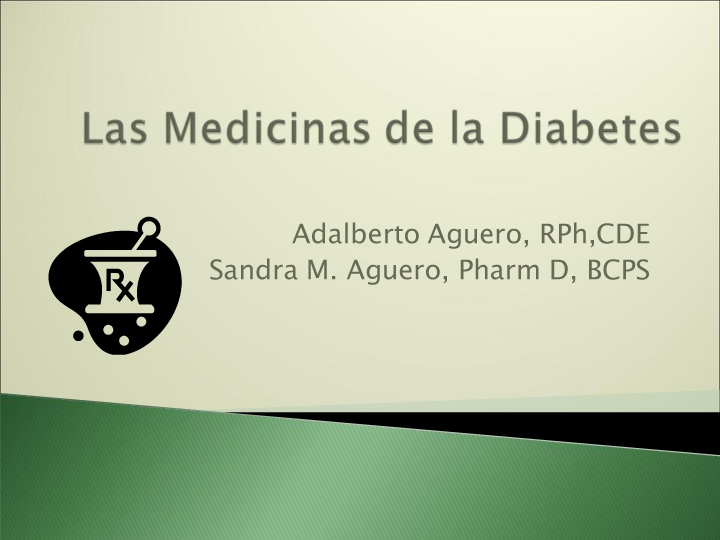 Las Medicinas de la Diabetes
Adalberto Aguero, RPh,CDE
Sandra M. Aguero, Pharm D, BCPS
Rx